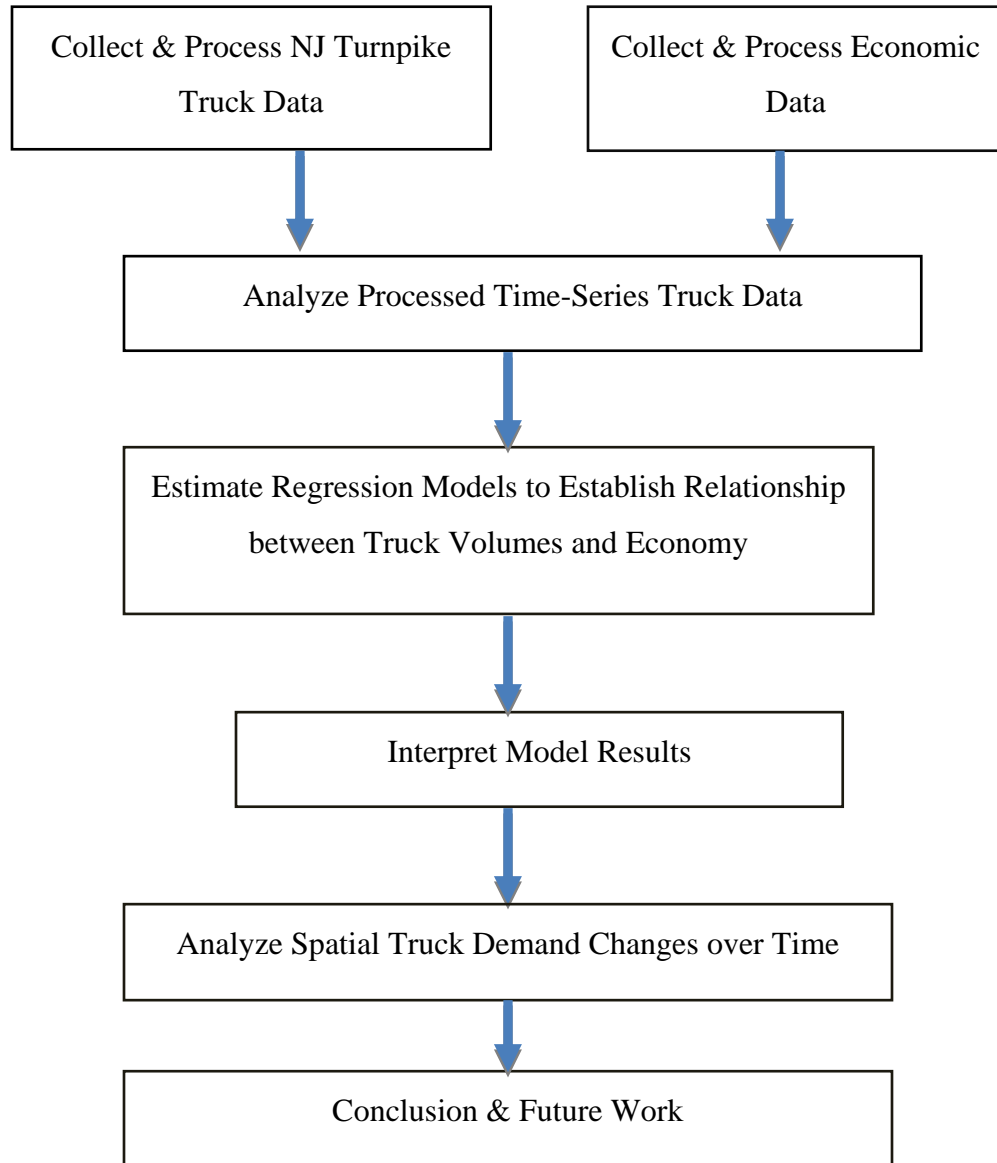 Collect & Process NJ Turnpike
Truck Data
Collect & Process Economic
Data
Analyze Processed Time-Series Truck Data
Estimate Regression Models to Establish Relationship
between Truck Volumes and Economy
Interpret Model Results
Analyze Spatial Truck Demand Changes over Time
Conclusion & Future Work